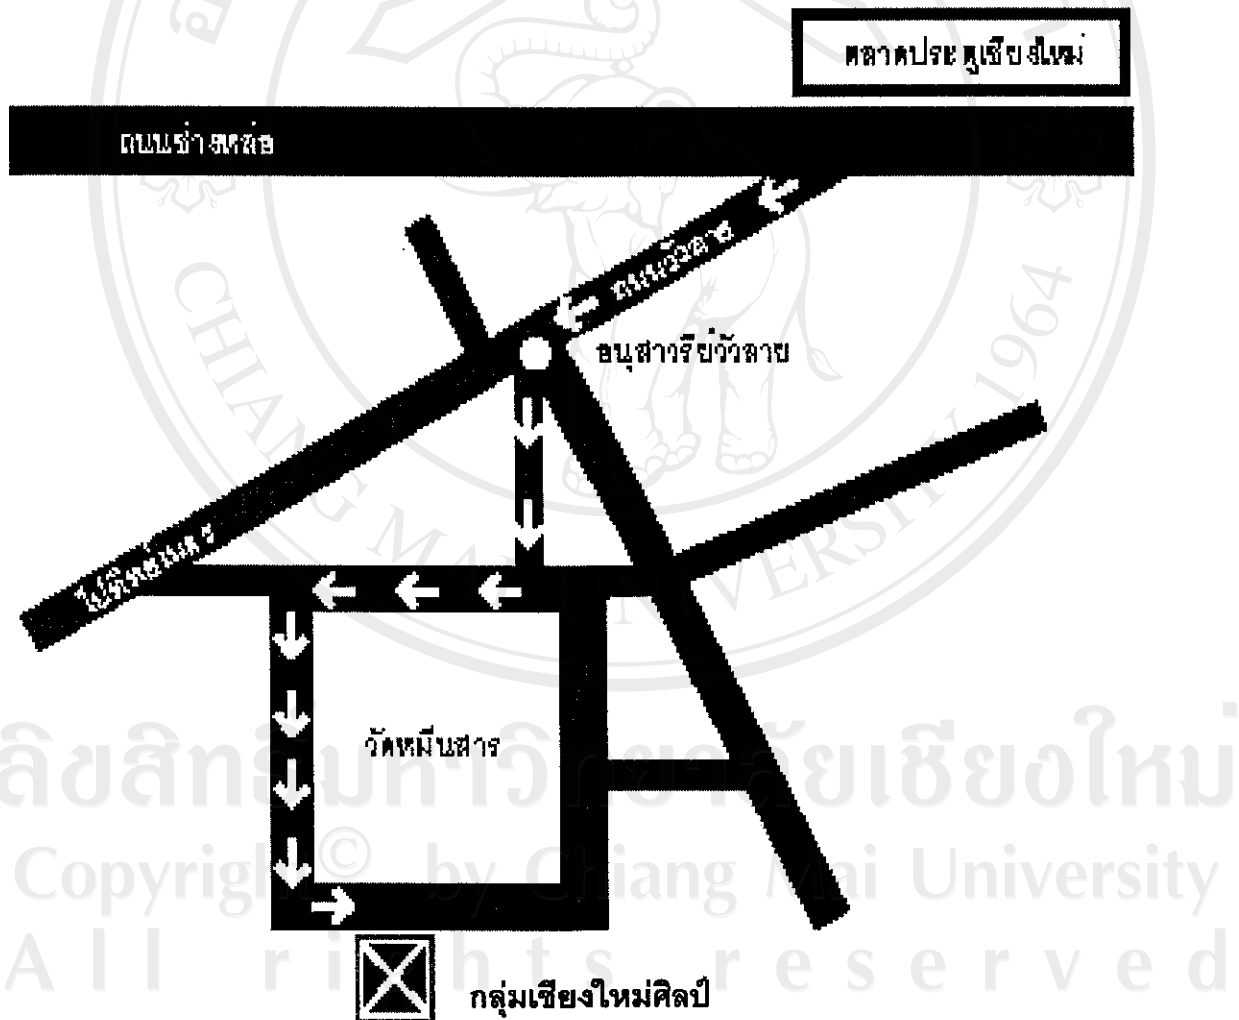 ตลาดประตูเชียงใหม่
ถนนช่างหล่อ
ถนนวัวลาย
อนุสาวรีย์วัวลาย
CHIANG MAI UNIVERSITY 1964
วัดหมื่นสาร
ลิขสิทธิ์มหาวิทยาลัยเชียงใหม่
Copyright© by Chiang Mai University
All rights reserved
กลุ่มเชียงใหม่ศิลป์